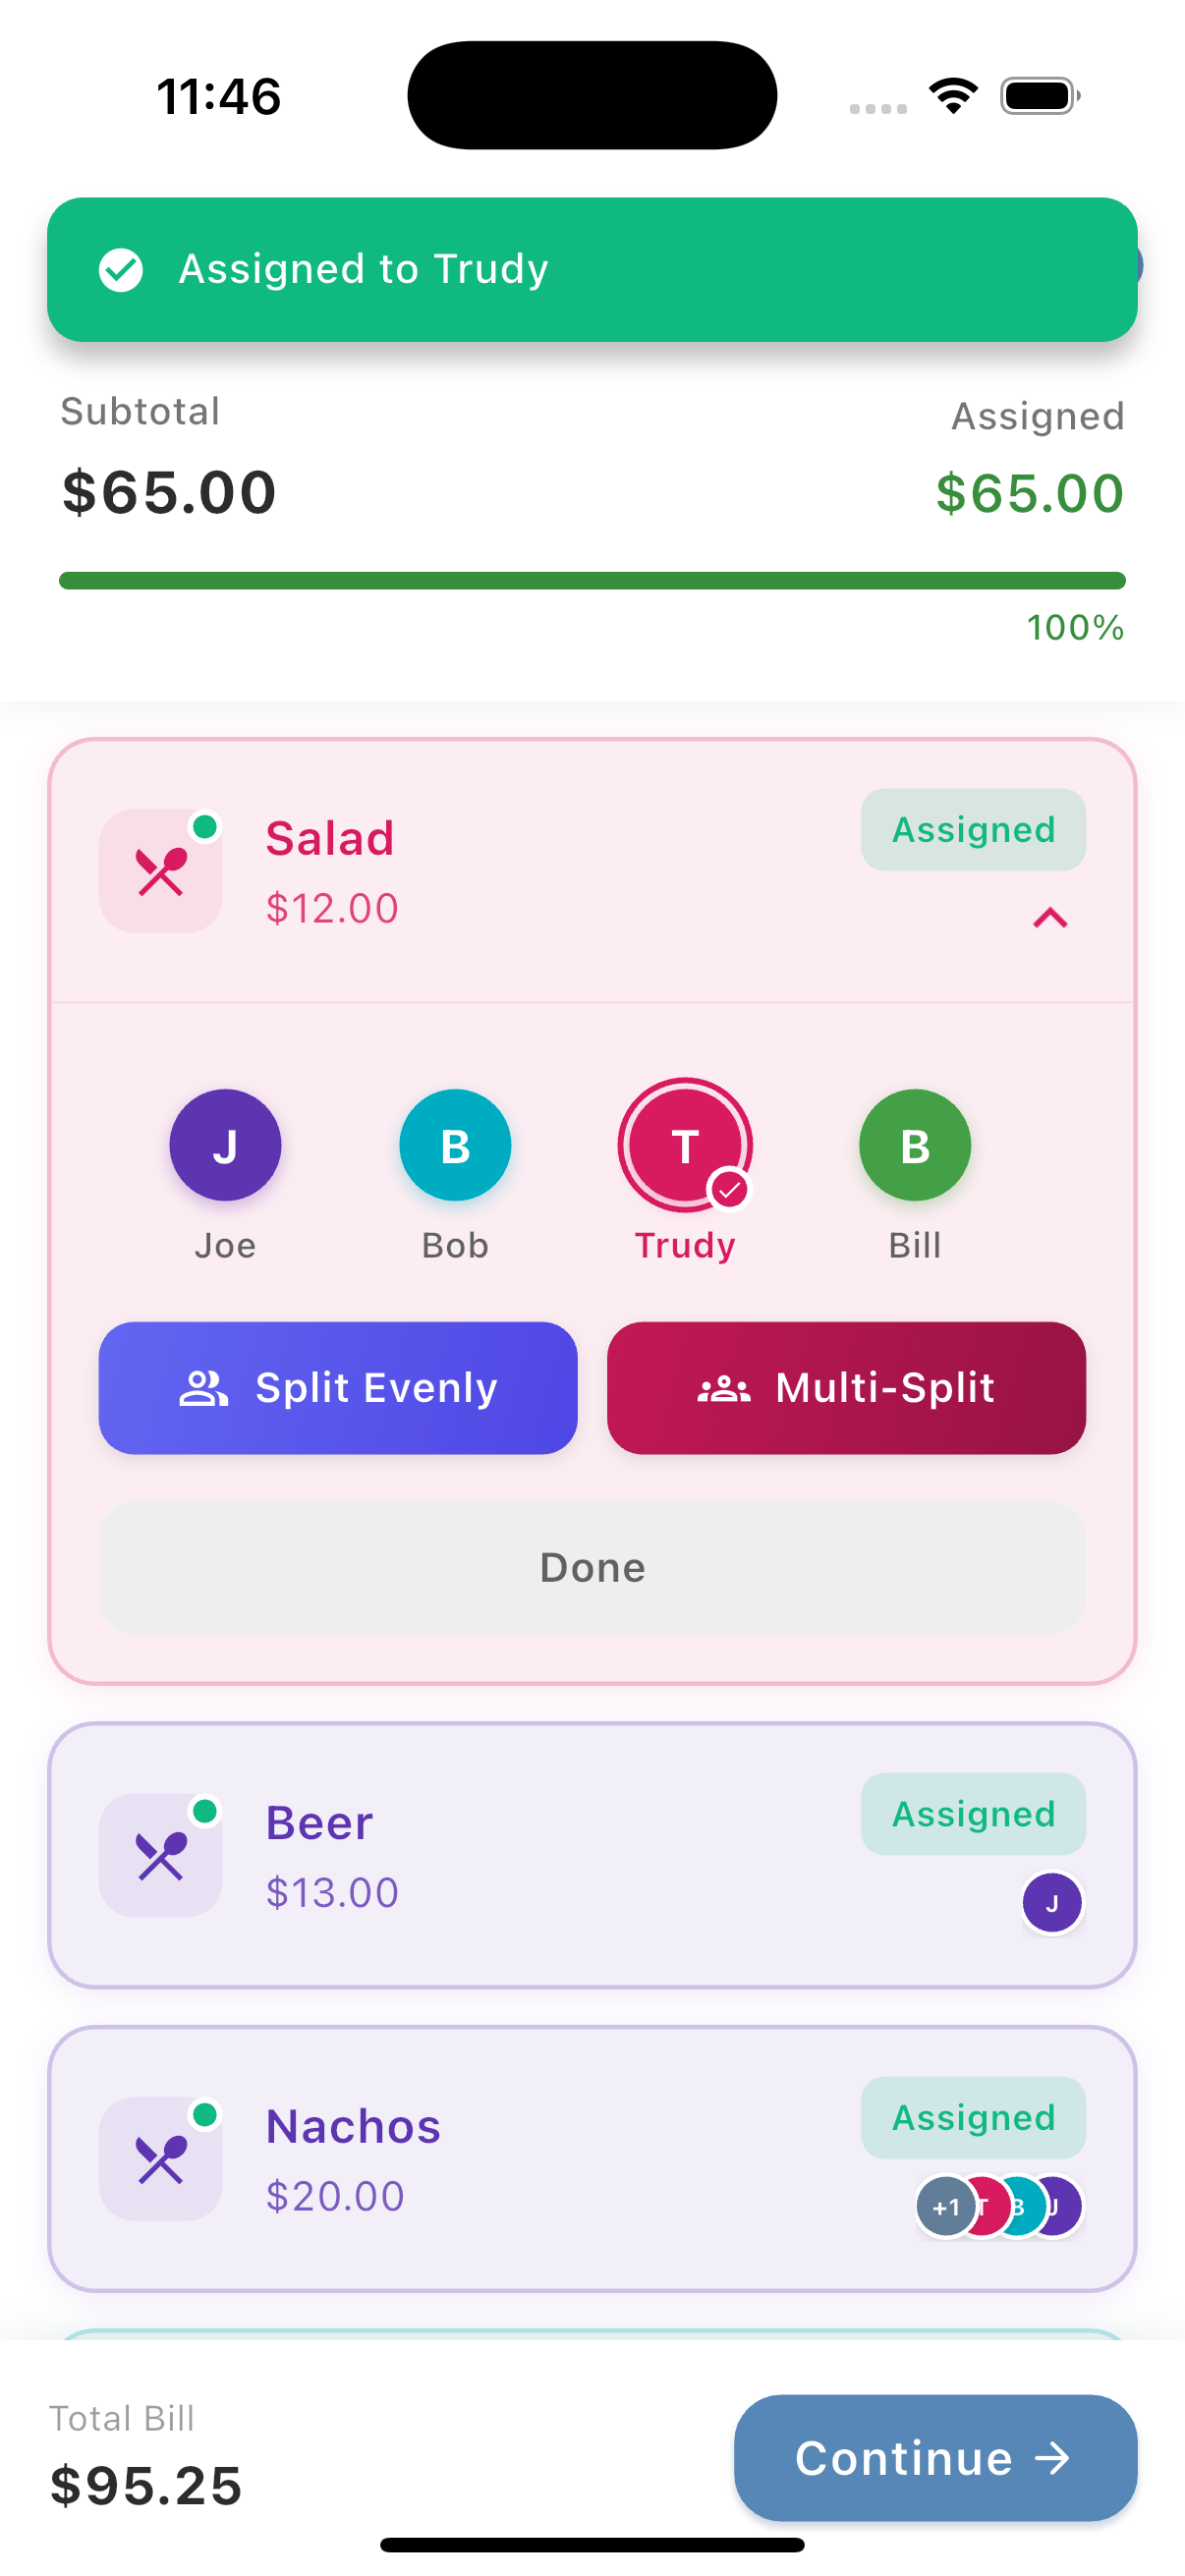 11:46
Assigned to Trudy
Subtotal
Assigned
$65.00
$65.00
100%
Salad
Assigned
$12.00
J
B
T
B
Joe
Bob
Trudy
Bill
Split Evenly
Multi-Split
Done
Beer
Assigned
$13.00
J
Nachos
Assigned
$20.00
+1
T
B
J
Total Bill
$95.25
Continue